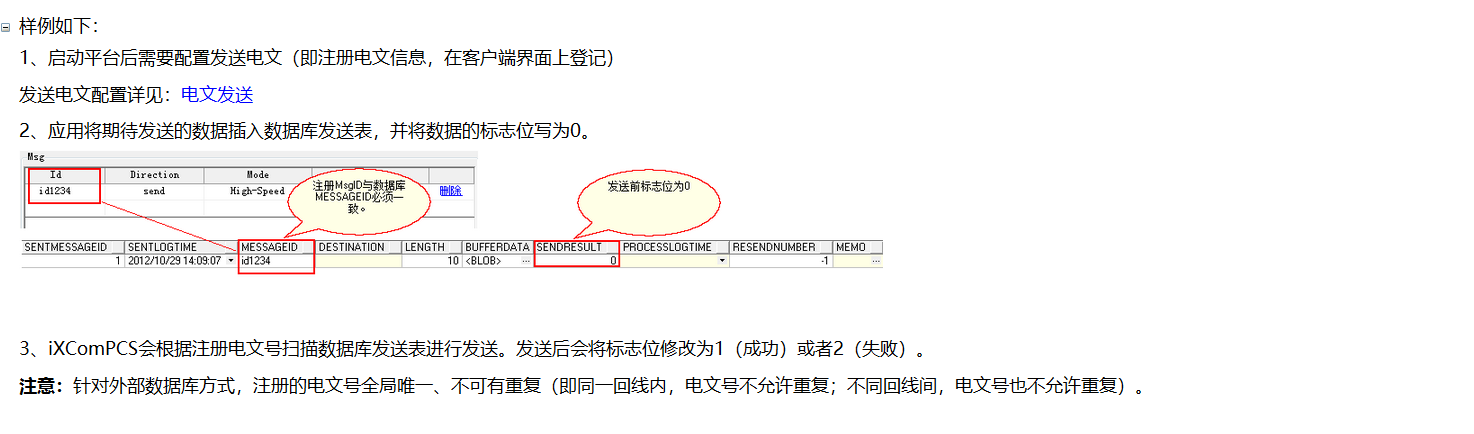 样例如下：
1、启动平台后需要配置发送电文（即注册电文信息，在客户端界面上登记）
发送电文配置详见：电文发送
2、应用将期待发送的数据插入数据库发送表，并将数据的标志位写为0。
Msg
Id Direction Mode
id1234 send High-Speed 删除
注册MsgID与数据库
MESSAGEID必须一
致。
发送前标志位为0
SENTMESSAGEID SENTLOGTIME MESSAGEID DESTINATION LENGTH BUFFERDATA SENDRESULT PROCESSLOGTIME RESENDNUMBER MEMO
1 2012/10/29 14:09:07 id1234 10 <BLOB> ... 0 -1 ...
3、iXComPCS会根据注册电文号扫描数据库发送表进行发送。发送后会将标志位修改为1（成功）或者2（失败）。
注意：针对外部数据库方式，注册的电文号全局唯一、不可有重复（即同一回线内，电文号不允许重复；不同回线间，电文号也不允许重复）。